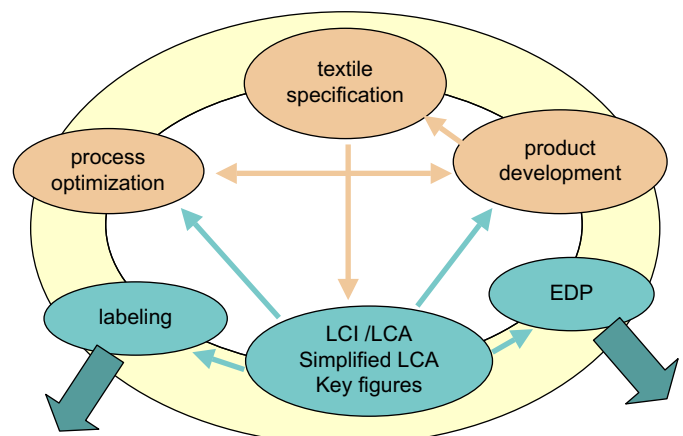 textile
specification
process
optimization
product
development
labeling
EDP
LCI /LCA
Simplified LCA
Key figures